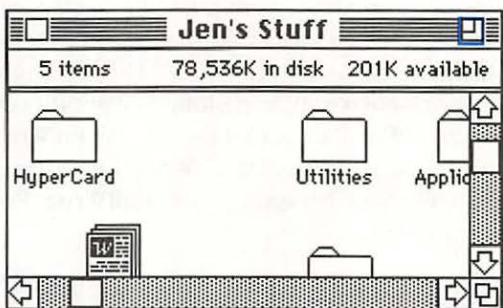 Jen's Stuff
5 items 78,536K in disk 201K available
HyperCard Utilities Applic
W